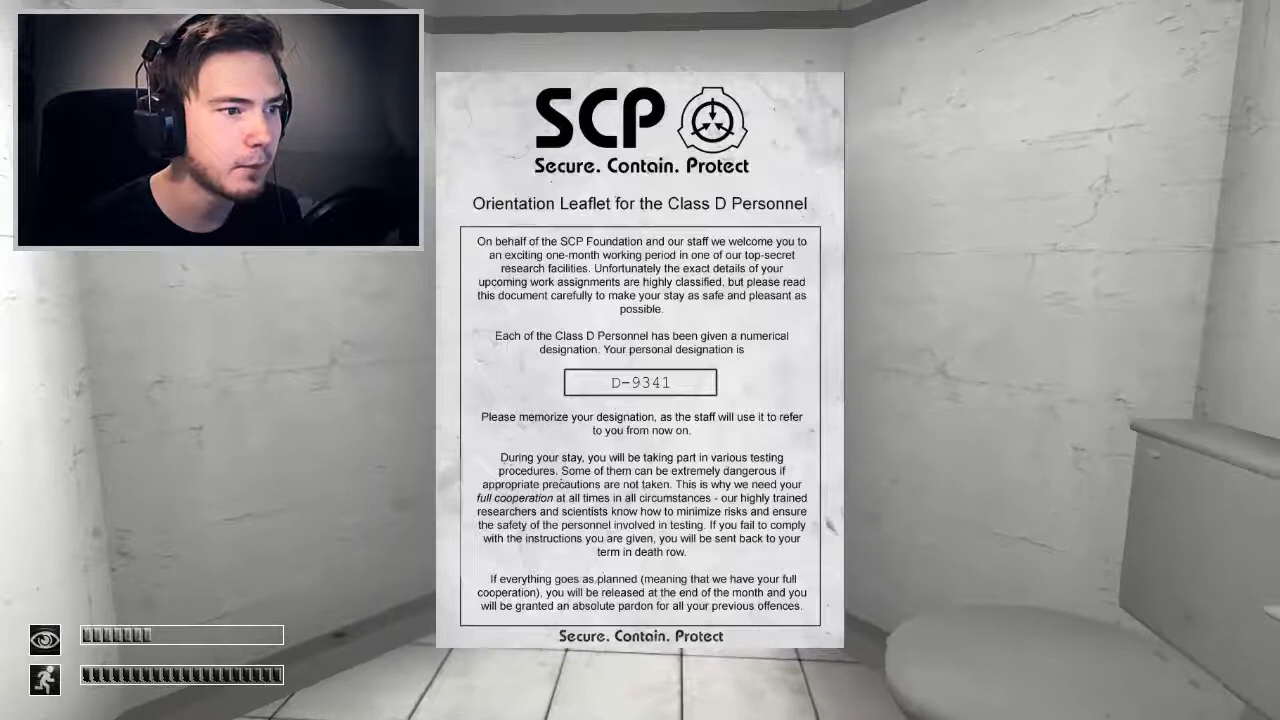 SCP
Secure. Contain. Protect
Orientation Leaflet for the Class D Personnel
On behalf of the SCP Foundation and our staff we welcome you to
an exciting one-month working period in one of our top-secret
research facilities. Unfortunately the exact details of your
upcoming work assignments are highly classified, but please read
this document carefully to make your stay as safe and pleasant as
possible.
Each of the Class D Personnel has been given a numerical
designation. Your personal designation is
D-9341
Please memorize your designation, as the staff will use it to refer
to you from now on.
During your stay, you will be taking part in various testing
procedures. Some of them can be extremely dangerous if
appropriate precautions are not taken. This is why we need your
full cooperation at all times in all circumstances - our highly trained
researchers and scientists know how to minimize risks and ensure
the safety of the personnel involved in testing. If you fail to comply
with the instructions you are given, you will be sent back to your
term in death row.
If everything goes as planned (meaning that we have your full
cooperation), you will be released at the end of the month and you
will be granted an absolute pardon for all your previous offences.
Secure. Contain. Protect